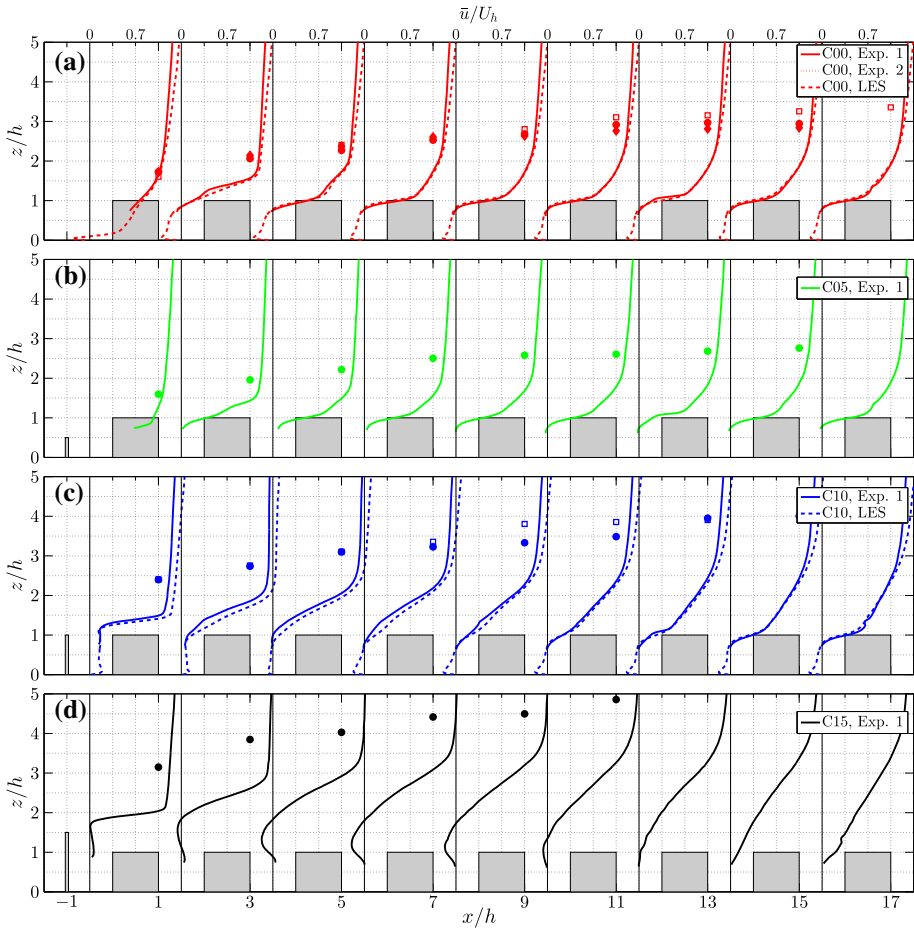 ū/U_h
0 0.7 0 0.7 0 0.7 0 0.7 0 0.7 0 0.7 0 0.7 0 0.7 0 0.7
(a)
C00, Exp. 1
C00, Exp. 2
C00, LES
z/h
5
4
3
2
1
0
(b)
C05, Exp. 1
z/h
5
4
3
2
1
0
(c)
C10, Exp. 1
C10, LES
z/h
5
4
3
2
1
0
(d)
C15, Exp. 1
z/h
5
4
3
2
1
0
−1 1 3 5 7 9 11 13 15 17
x/h